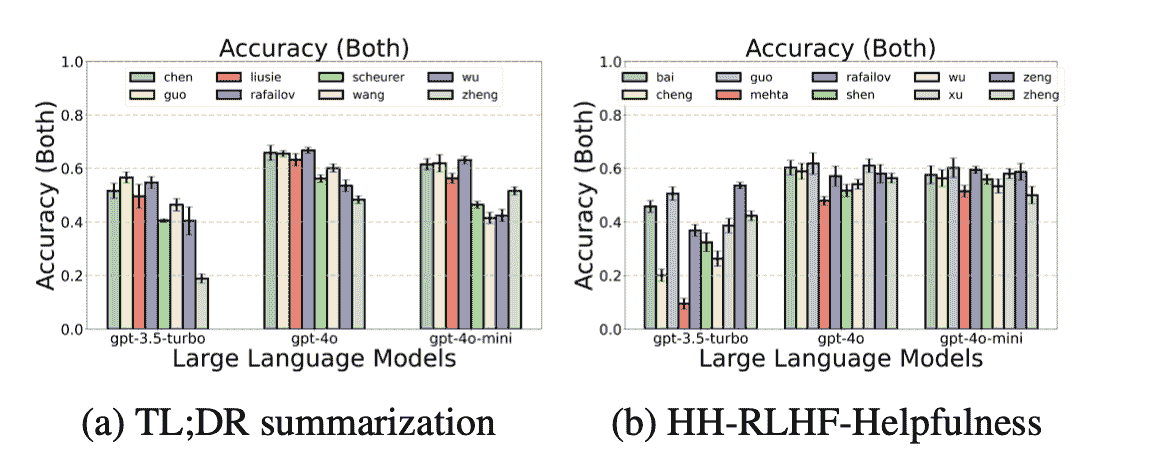 Accuracy (Both)
chen liusie scheurer wu
guo rafailov wang zheng
Accuracy (Both)
1.0
0.8
0.6
0.4
0.2
0.0
gpt-3.5-turbo gpt-4o gpt-4o-mini
Large Language Models
(a) TL;DR summarization
Accuracy (Both)
bai guo rafailov wu zeng
cheng mehta shen xu zheng
Accuracy (Both)
1.0
0.8
0.6
0.4
0.2
0.0
gpt-3.5-turbo gpt-4o gpt-4o-mini
Large Language Models
(b) HH-RLHF-Helpfulness